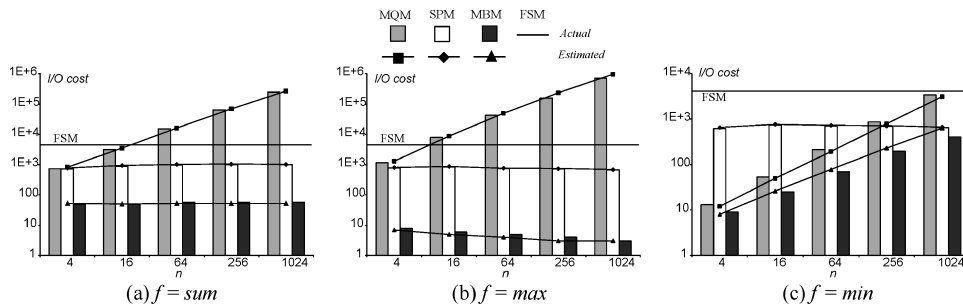 MQM SPM MBM FSM
Actual
Estimated
I/O cost
1E+6
1E+5
1E+4
FSM
1E+3
100
10
1
4 16 64 256 1024
n
(a) f = sum
I/O cost
1E+6
1E+5
1E+4
FSM
1E+3
100
10
1
4 16 64 256 1024
n
(b) f = max
I/O cost
1E+4
FSM
1E+3
100
10
1
4 16 64 256 1024
n
(c) f = min